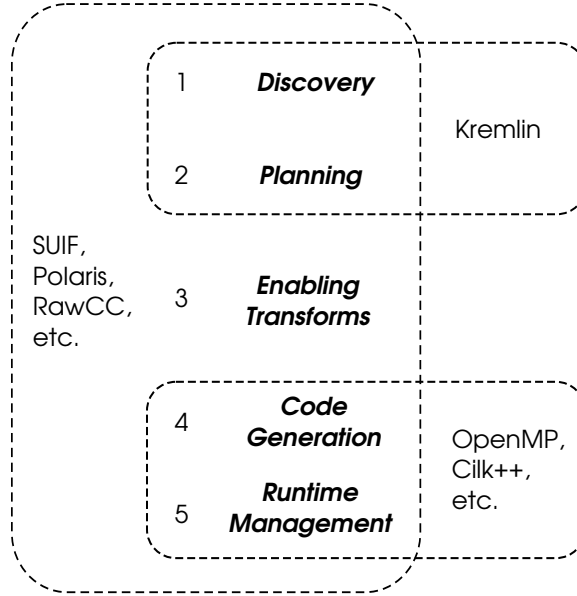 1 Discovery
Kremlin
2 Planning
SUIF,
Polaris,
RawCC,
etc.
3 Enabling
Transforms
4 Code
Generation
OpenMP,
Cilk++,
etc.
5 Runtime
Management